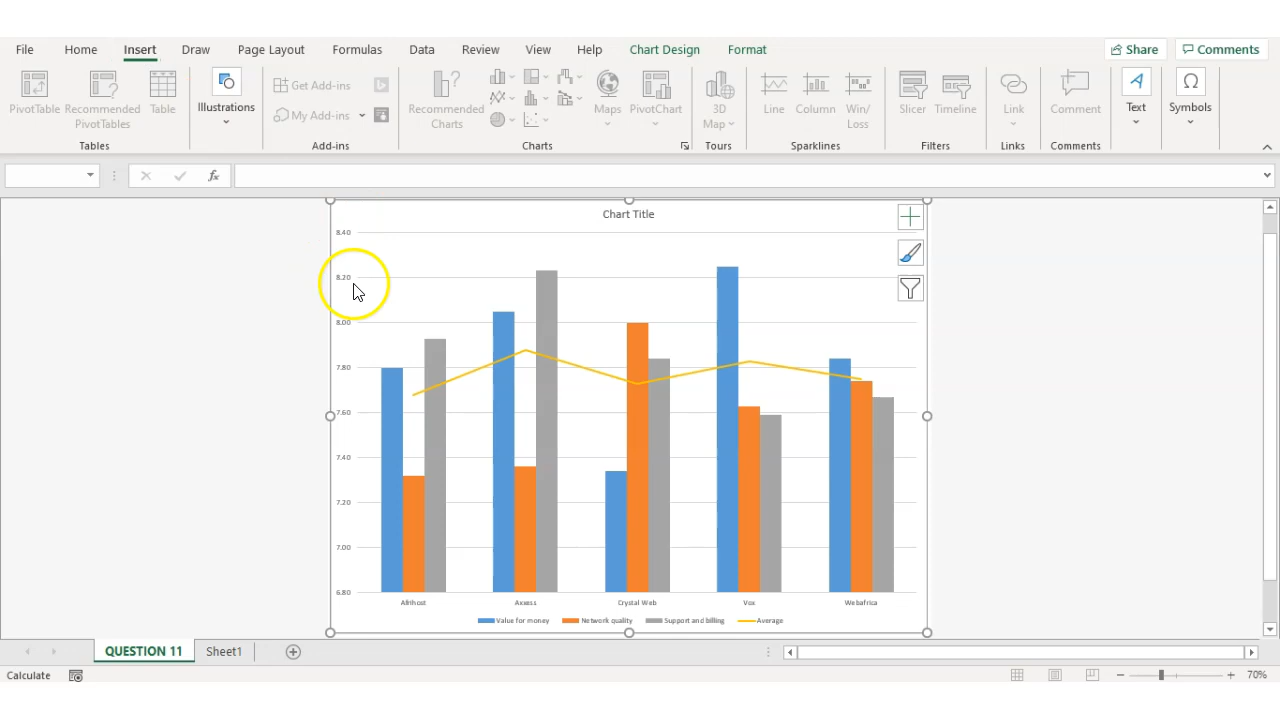 File Home Insert Draw Page Layout Formulas Data Review View Help Chart Design Format Share Comments
PivotTable Recommended PivotTables Table
Illustrations
Get Add-ins
My Add-ins
Recommended Charts
Maps PivotChart
3D Map
Line Column Win/Loss
Slicer Timeline
Link
Comment
Text
Symbols
Tables Add-ins Charts Tours Sparklines Filters Links Comments
fx
Chart Title
8.40
8.20
8.00
7.80
7.60
7.40
7.20
7.00
6.80
Afrihost Axxess Crystal Web Vox Webafrica
Value for money Network quality Support and billing Average
QUESTION 11 Sheet1
Calculate 70%